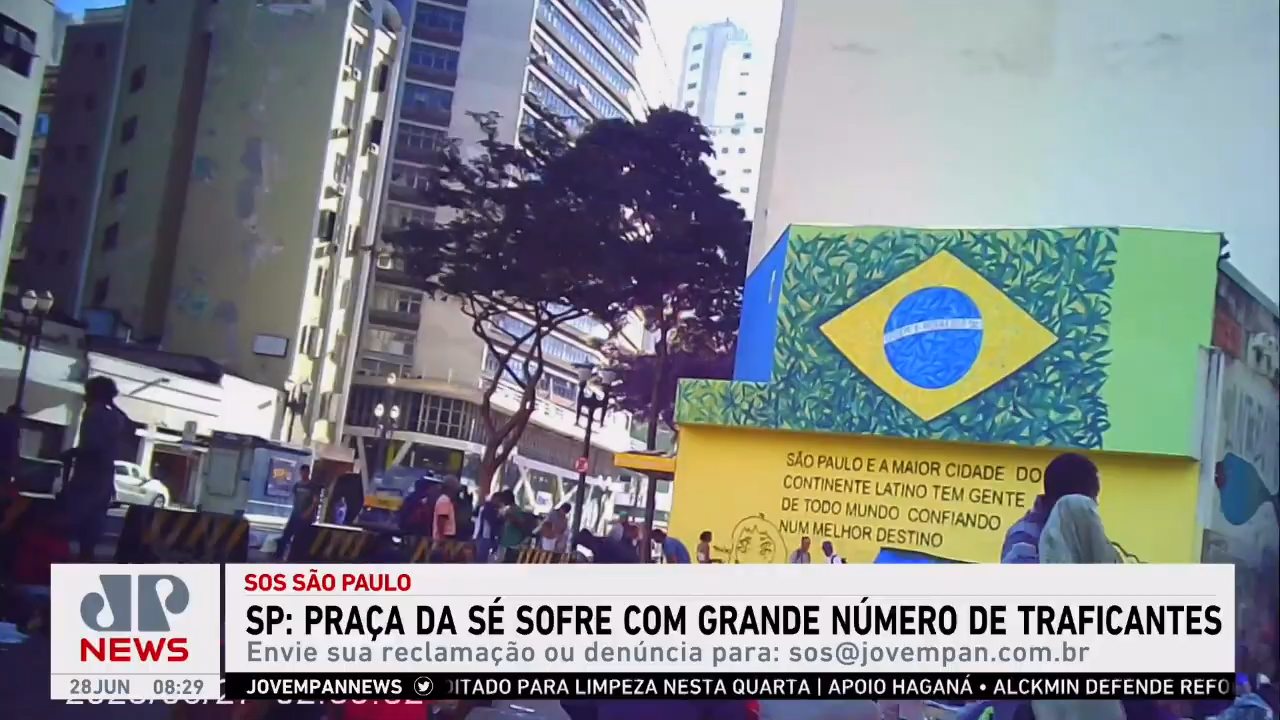 SÃO PAULO E A MAIOR CIDADE DO
CONTINENTE LATINO TEM GENTE
DE TODO MUNDO CONFIANDO
NUM MELHOR DESTINO
JP
NEWS
SOS SÃO PAULO
SP: PRAÇA DA SÉ SOFRE COM GRANDE NÚMERO DE TRAFICANTES
Envie sua reclamação ou denúncia para: sos@jovempan.com.br
28JUN 08:29
JOVEMPANNEWS
DITADO PARA LIMPEZA NESTA QUARTA | APOIO HAGANÁ • ALCKMIN DEFENDE REFO